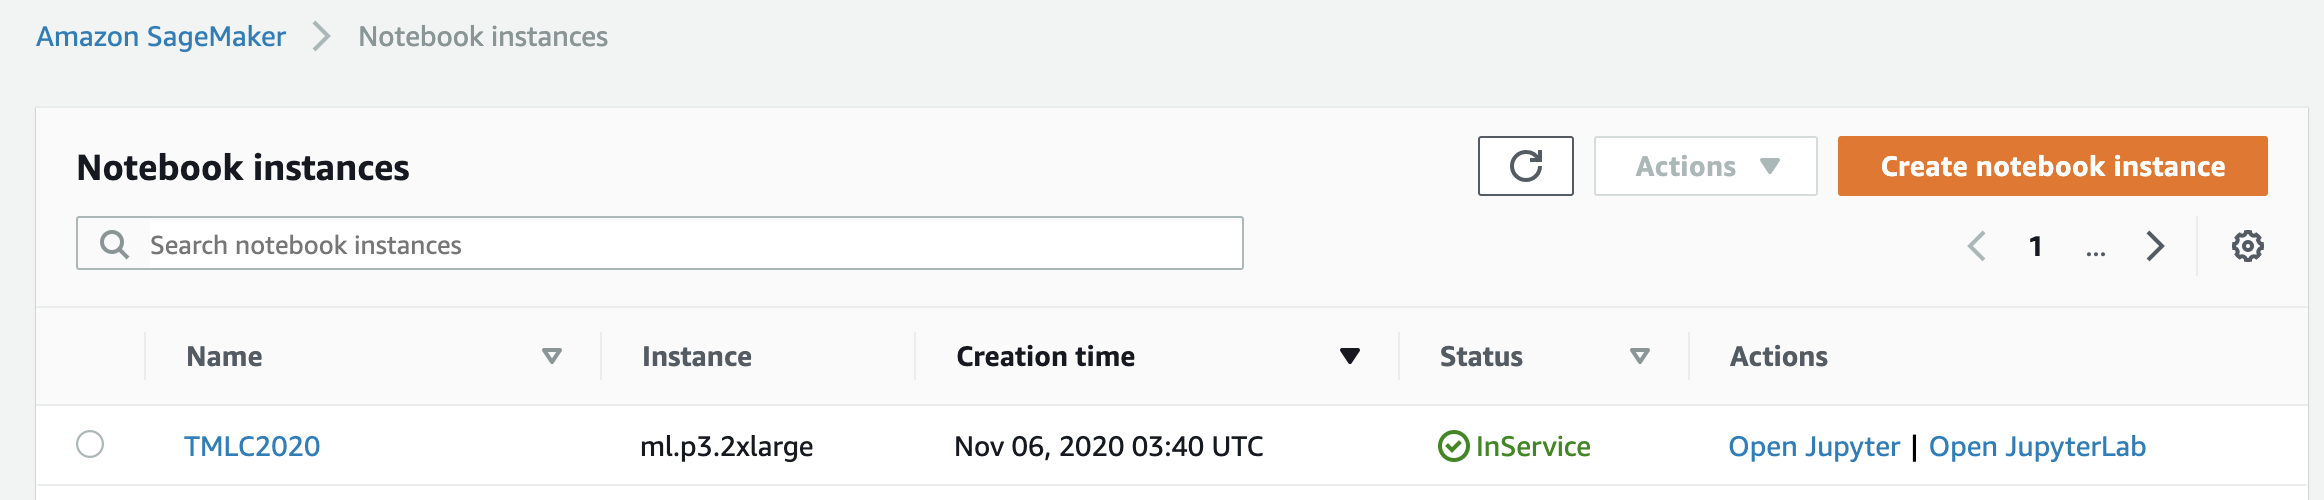 Amazon SageMaker > Notebook instances
Notebook instances
Actions
Create notebook instance
Search notebook instances
1 ...
Name Instance Creation time Status Actions
TMLC2020 ml.p3.2xlarge Nov 06, 2020 03:40 UTC InService Open Jupyter | Open JupyterLab